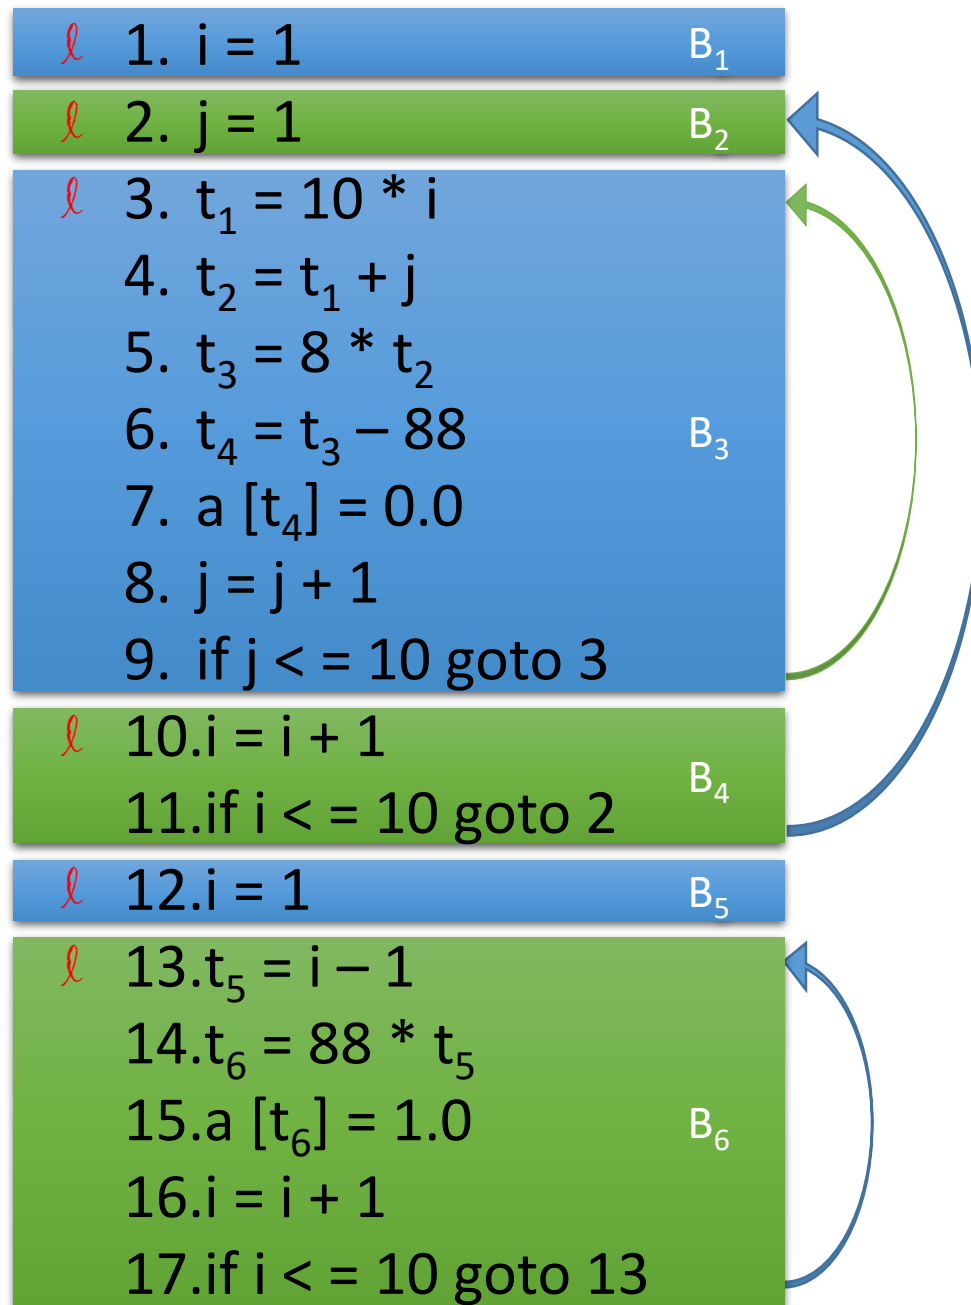 ℓ 1. i = 1 B₁
ℓ 2. j = 1 B₂
ℓ 3. t₁ = 10 * i
4. t₂ = t₁ + j
5. t₃ = 8 * t₂
6. t₄ = t₃ – 88 B₃
7. a [t₄] = 0.0
8. j = j + 1
9. if j < = 10 goto 3
ℓ 10.i = i + 1 B₄
11.if i < = 10 goto 2
ℓ 12.i = 1 B₅
ℓ 13.t₅ = i – 1
14.t₆ = 88 * t₅
15.a [t₆] = 1.0 B₆
16.i = i + 1
17.if i < = 10 goto 13